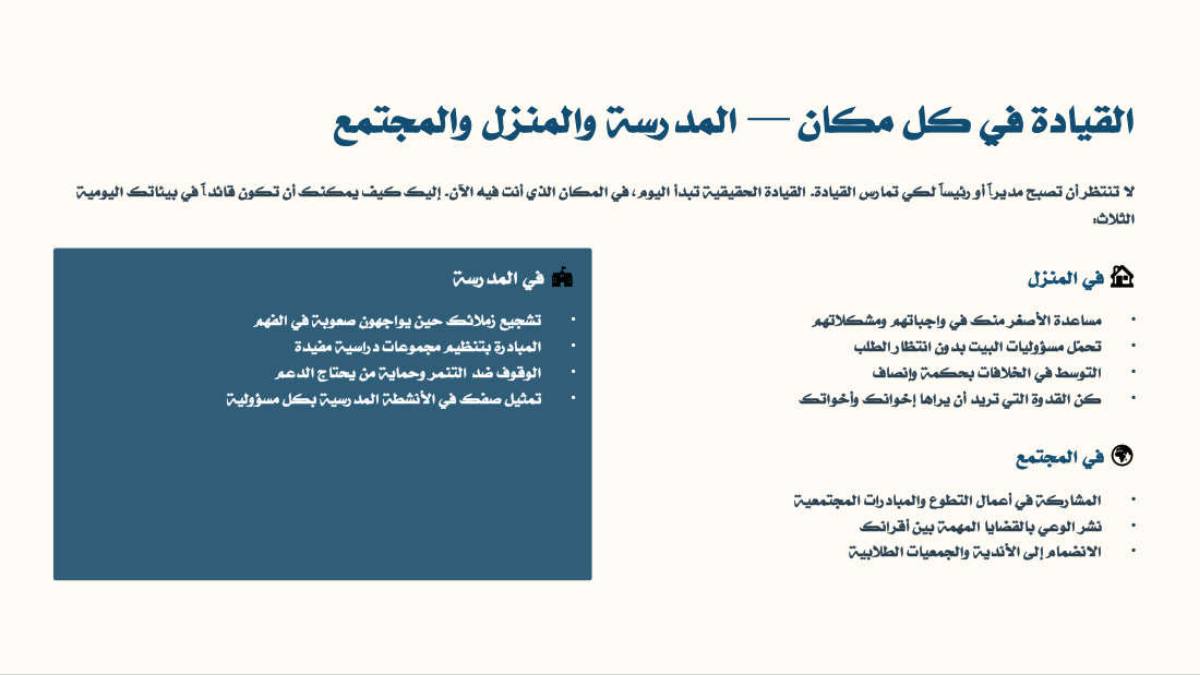 القيادة في كل مكان — المدرسة والمنزل والمجتمع
لا تنتظر أن تصبح مديراً أو رئيساً لكي تمارس القيادة. القيادة الحقيقية تبدأ اليوم، في المكان الذي أنت فيه الآن. إليك كيف يمكنك أن تكون قائداً في بيئاتك اليومية
الثلاث:
في المنزل
• مساعدة الأصغر منك في واجباتهم ومشكلاتهم
• تحمّل مسؤوليات البيت بدون انتظار الطلب
• التوسط في الخلافات بحكمة وإنصاف
• كن القدوة التي تريد أن يراها إخوانك وأخواتك
في المجتمع
• المشاركة في أعمال التطوع والمبادرات المجتمعية
• نشر الوعي بالقضايا المهمة بين أقرانك
• الانضمام إلى الأندية والجمعيات الطلابية
في المدرسة
• تشجيع زملائك حين يواجهون صعوبة في الفهم
• المبادرة بتنظيم مجموعات دراسية مفيدة
• الوقوف ضد التنمر وحماية من يحتاج الدعم
• تمثيل صفك في الأنشطة المدرسية بكل مسؤولية